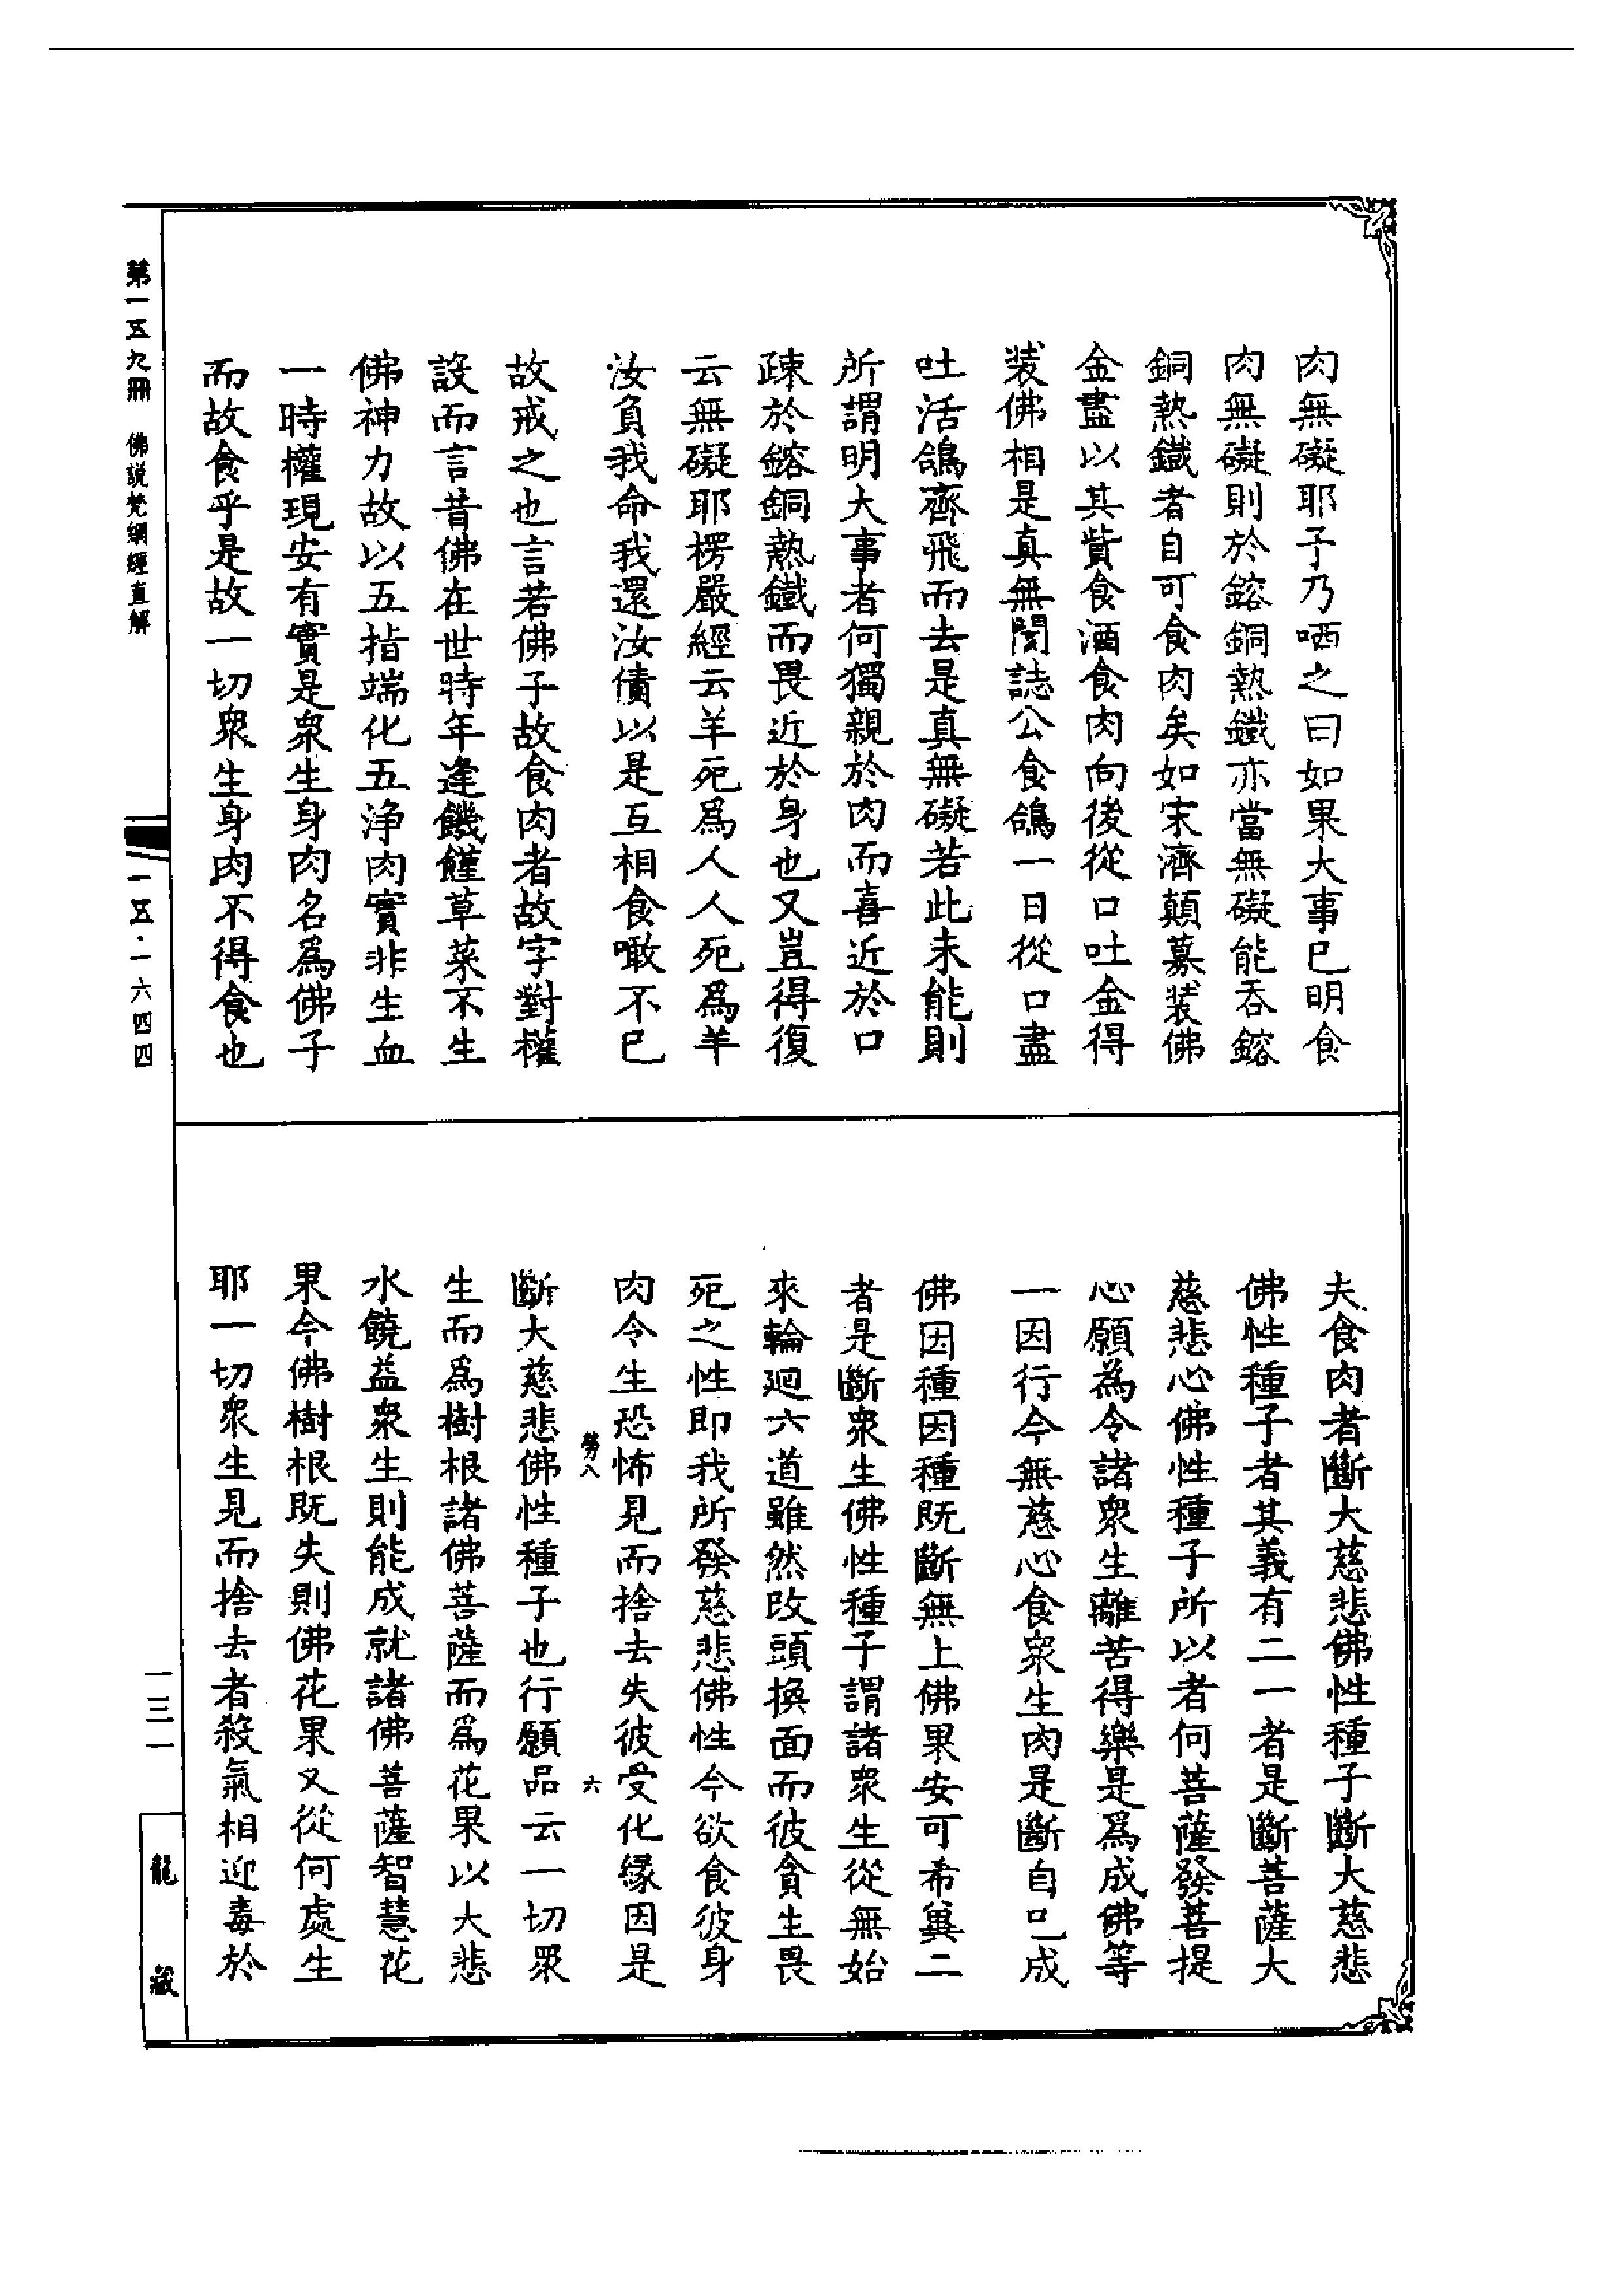 肉無礙耶予乃哂之曰如果大事已明食
肉無礙則於鎔銅熱鐵亦當無礙能吞鎔
銅熱鐵者自可食肉矣如宋濟顛募裝佛
金盡以其貲食酒食肉向後從口吐金得
裝佛相是真無閡誌公食鴿一日從口盡
吐活鴿齊飛而去是真無礙若此未能則
所謂明大事者何獨親於肉而喜近於口
疎於鎔銅熱鐵而畏近於身也又豈得復
云無礙耶楞嚴經云羊死爲人人死爲羊
汝負我命我還汝債以是互相食噉不已
故戒之也言若佛子故食肉者故字對權
設而言昔佛在世時年逢饑饉草菜不生
佛神力故以五指端化五淨肉實非生血
一時權現安有實是衆生身肉名爲佛子
而故食乎是故一切衆生身肉不得食也
夫食肉者斷大慈悲佛性種子斷大慈悲
佛性種子者其義有二一者是斷菩薩大
慈悲心佛性種子所以者何菩薩發菩提
心願為令諸衆生離苦得樂是爲成佛等
一因行今無慈心食衆生肉是斷自己成
佛因種因種既斷無上佛果安可希冀二
者是斷衆生佛性種子謂諸衆生從無始
來輪迴六道雖然改頭換面而彼貪生畏
死之性即我所發慈悲佛性今欲食彼身
肉令生恐怖見而捨去失彼受化緣因是
勞八 六
斷大慈悲佛性種子也行願品云一切眾
生而爲樹根諸佛菩薩而爲花果以大悲
水饒益衆生則能成就諸佛菩薩智慧花
果今佛樹根既失則佛花果又從何處生
耶一切衆生見而捨去者殺氣相迎毒於
第一五九冊 佛說梵網經直解
一五·一六四四
一三一
龍藏